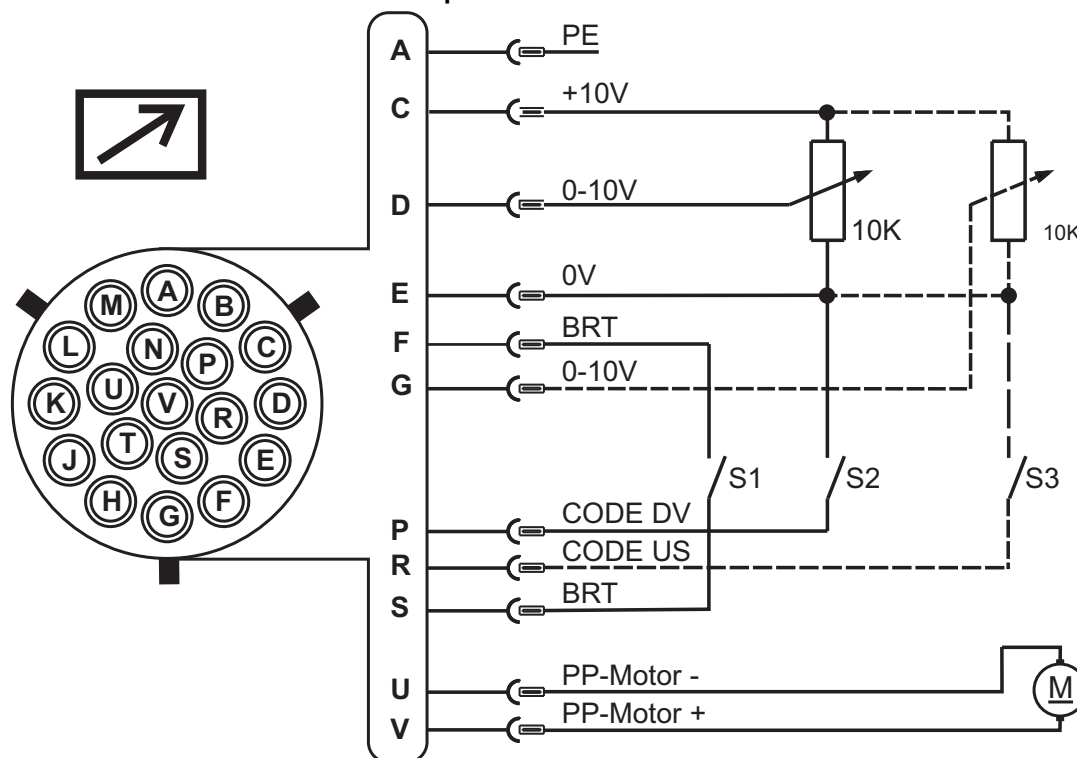 A PE
C +10V
D 0-10V
10K
10K
E 0V
F BRT
G 0-10V
S1 S2 S3
P CODE DV
R CODE US
S BRT
U PP-Motor -
V PP-Motor +
M
A
M B
L N P C
K U V R D
J T S E
H G F